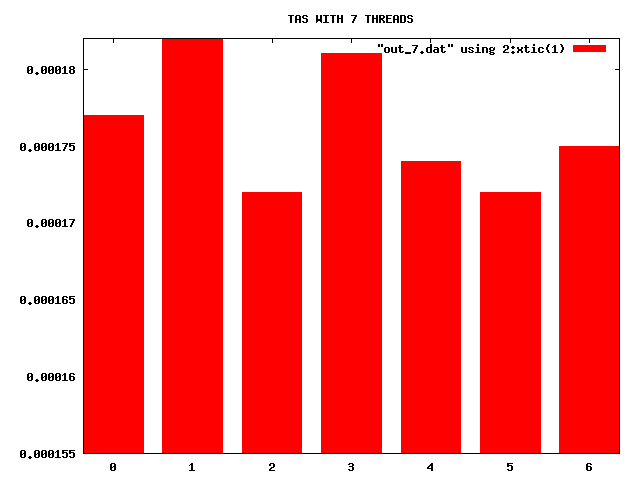 TAS WITH 7 THREADS
"out_7.dat" using 2:xtic(1)
0.00018
0.000175
0.00017
0.000165
0.00016
0.000155
0 1 2 3 4 5 6